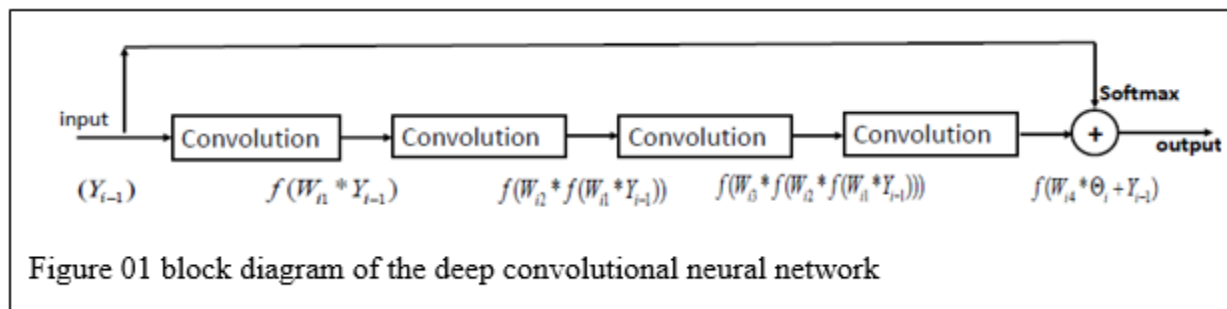 Softmax
input
Convolution Convolution Convolution Convolution +
output
(Y_{i-1}) f(W_{i1} * Y_{i-1}) f(W_{i2} * f(W_{i1} * Y_{i-1})) f(W_{i3} * f(W_{i2} * f(W_{i1} * Y_{i-1}))) f(W_{i4} * Θ_i + Y_{i-1})
Figure 01 block diagram of the deep convolutional neural network